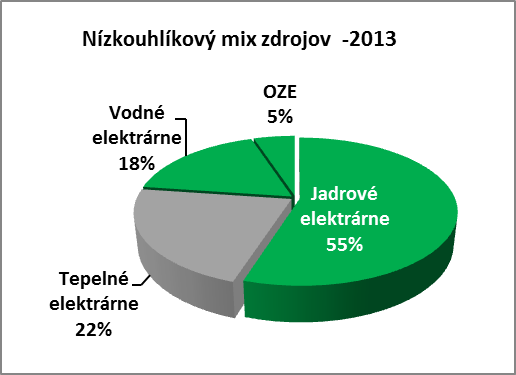 Nízkouhlíkový mix zdrojov  -2013
OZE
5%
Vodné
elektrárne
18%
Jadrové
elektrárne
55%
Tepelné
elektrárne
22%